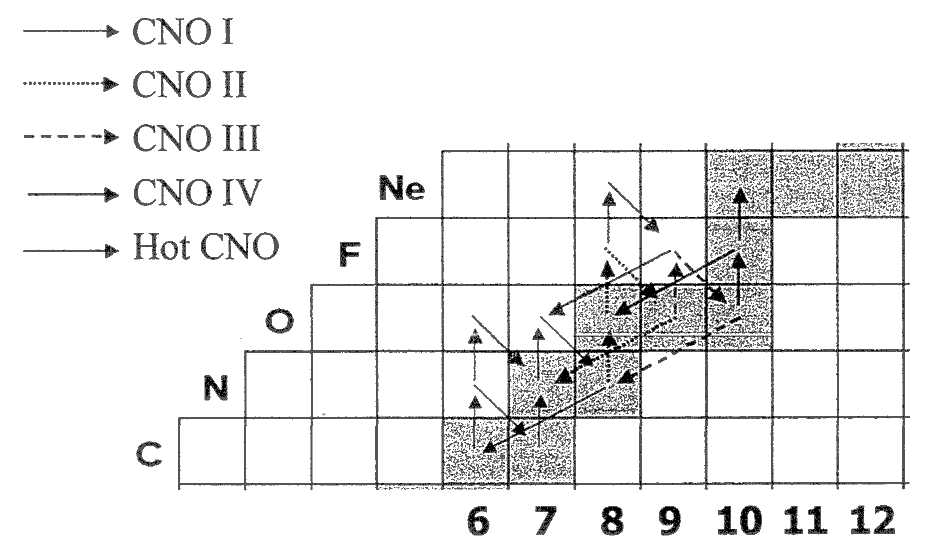 CNO I
CNO II
CNO III
CNO IV
Hot CNO
Ne
F
O
N
C
6 7 8 9 10 11 12